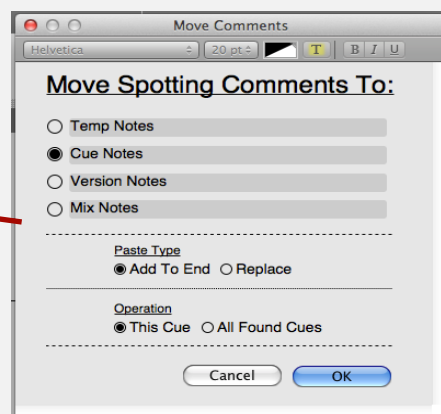 Move Comments
Helvetica 20 pt T B I U
Move Spotting Comments To:
Temp Notes
Cue Notes
Version Notes
Mix Notes
Paste Type
Add To End Replace
Operation
This Cue All Found Cues
Cancel OK